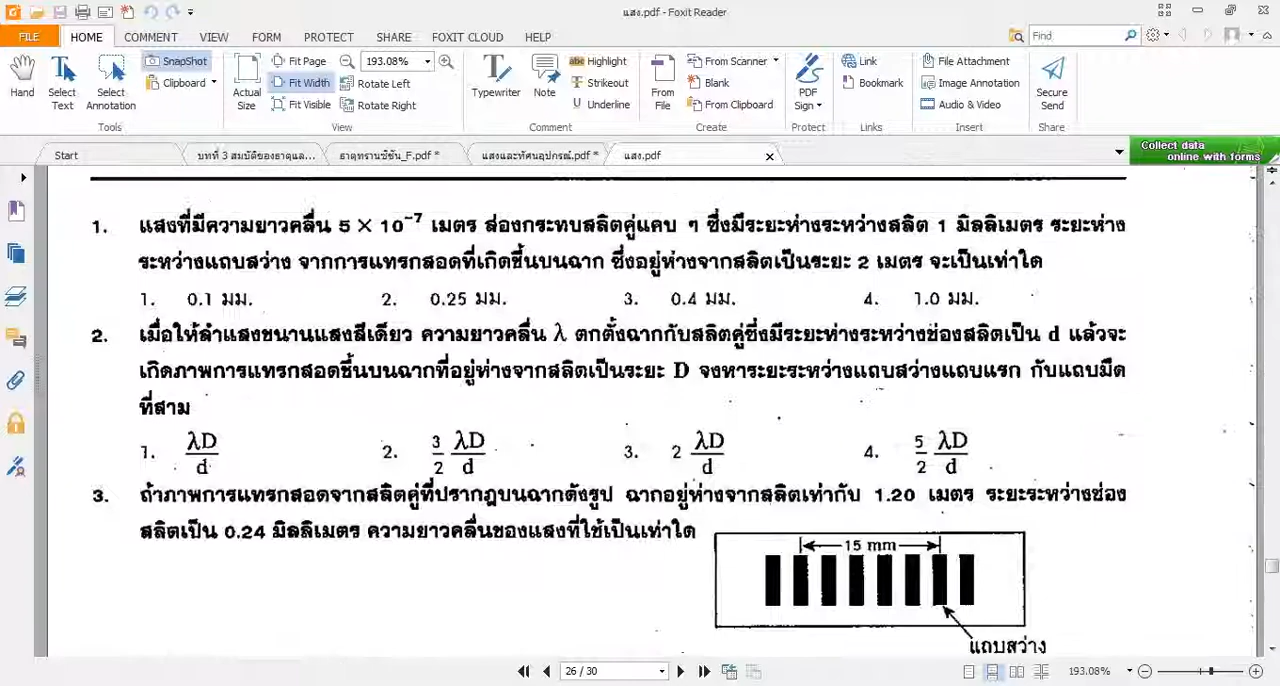 แสง.pdf - Foxit Reader
FILE HOME COMMENT VIEW FORM PROTECT SHARE FOXIT CLOUD HELP Find
SnapShot Fit Page 193.08% Highlight From Scanner Link File Attachment
Clipboard Fit Width Rotate Left Strikeout Blank Bookmark Image Annotation
Fit Visible Rotate Right Underline From Clipboard Audio & Video
Hand Select Text Select Annotation Actual Size Typewriter Note From File PDF Sign Secure Send
Tools View Comment Create Protect Links Insert Share
Start บทที่ 3 สมบัติของธาตุแล... ธาตุทรานซิชัน_F.pdf * แสงและทัศนอุปกรณ์.pdf * แสง.pdf
Collect data
online with forms
1. แสงที่มีความยาวคลื่น 5 × 10⁻⁷ เมตร ส่องกระทบสลิตคู่แคบ ๆ ซึ่งมีระยะห่างระหว่างสลิต 1 มิลลิเมตร ระยะห่าง
ระหว่างแถบสว่าง จากการแทรกสอดที่เกิดขึ้นบนฉาก ซึ่งอยู่ห่างจากสลิตเป็นระยะ 2 เมตร จะเป็นเท่าใด
1. 0.1 มม. 2. 0.25 มม. 3. 0.4 มม. 4. 1.0 มม.
2. เมื่อให้ลำแสงขนานแสงสีเดียว ความยาวคลื่น λ ตกตั้งฉากกับสลิตคู่ซึ่งมีระยะห่างระหว่างช่องสลิตเป็น d แล้วจะ
เกิดภาพการแทรกสอดขึ้นบนฉากที่อยู่ห่างจากสลิตเป็นระยะ D จงหาระยะระหว่างแถบสว่างแถบแรก กับแถบมืด
ที่สาม
1. λD/d 2. 3/2 λD/d 3. 2 λD/d 4. 5/2 λD/d
3. ถ้าภาพการแทรกสอดจากสลิตคู่ที่ปรากฏบนฉากดังรูป ฉากอยู่ห่างจากสลิตเท่ากับ 1.20 เมตร ระยะระหว่างช่อง
สลิตเป็น 0.24 มิลลิเมตร ความยาวคลื่นของแสงที่ใช้เป็นเท่าใด
15 mm
แถบสว่าง
26 / 30 193.08%